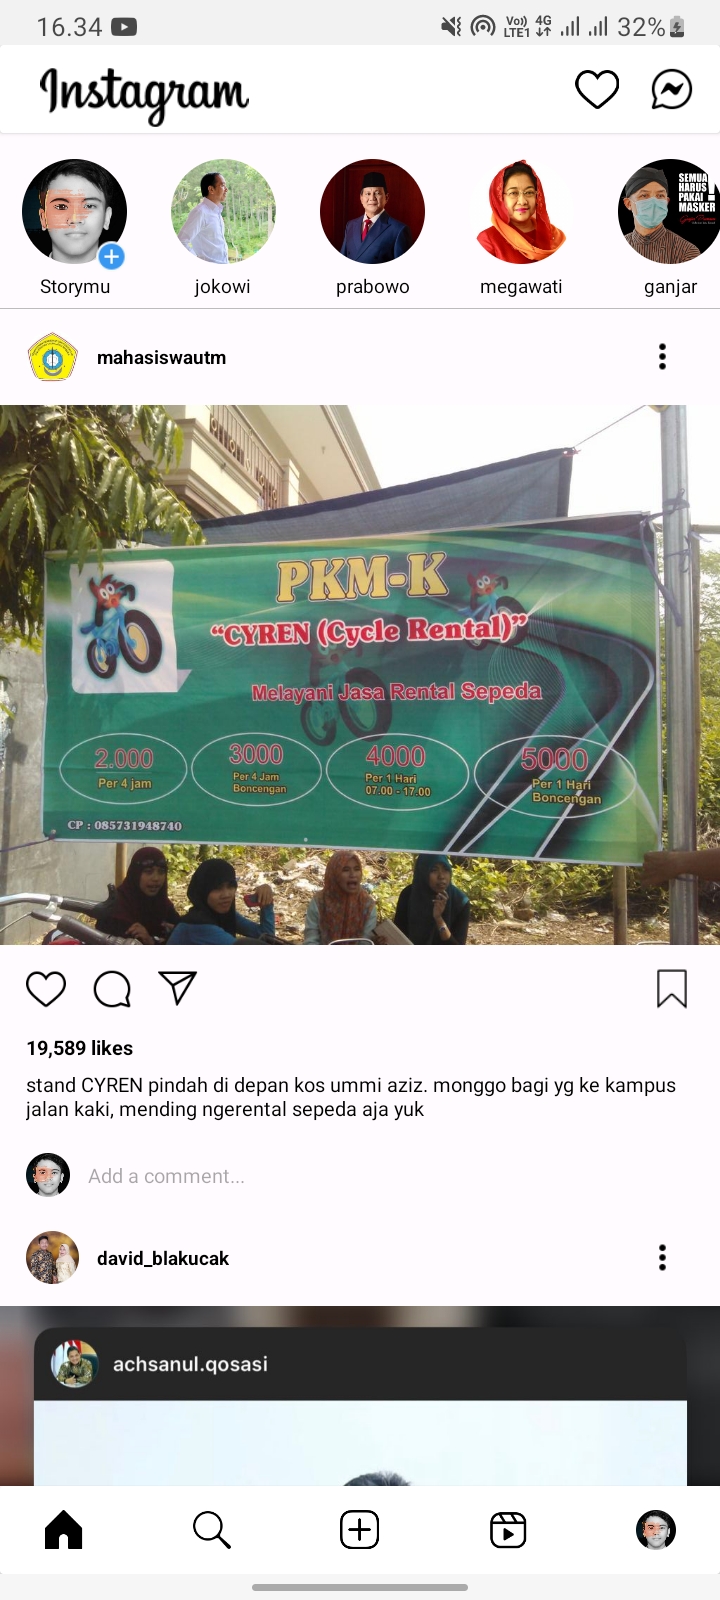 16.34
Vo)) 4G
LTE1
32%
Instagram
SEMUA
HARUS
PAKAI
MASKER
!
Storymu
jokowi
prabowo
megawati
ganjar
mahasiswautm
PKM-K
“CYREN (Cycle Rental)”
Melayani Jasa Rental Sepeda
2.000
Per 4 jam
3000
Per 4 Jam
Boncengan
4000
Per 1 Hari
07.00 - 17.00
5000
Per 1 Hari
Boncengan
CP : 085731948740
19,589 likes
stand CYREN pindah di depan kos ummi aziz. monggo bagi yg ke kampus
jalan kaki, mending ngerental sepeda aja yuk
Add a comment...
david_blakucak
achsanul.qosasi